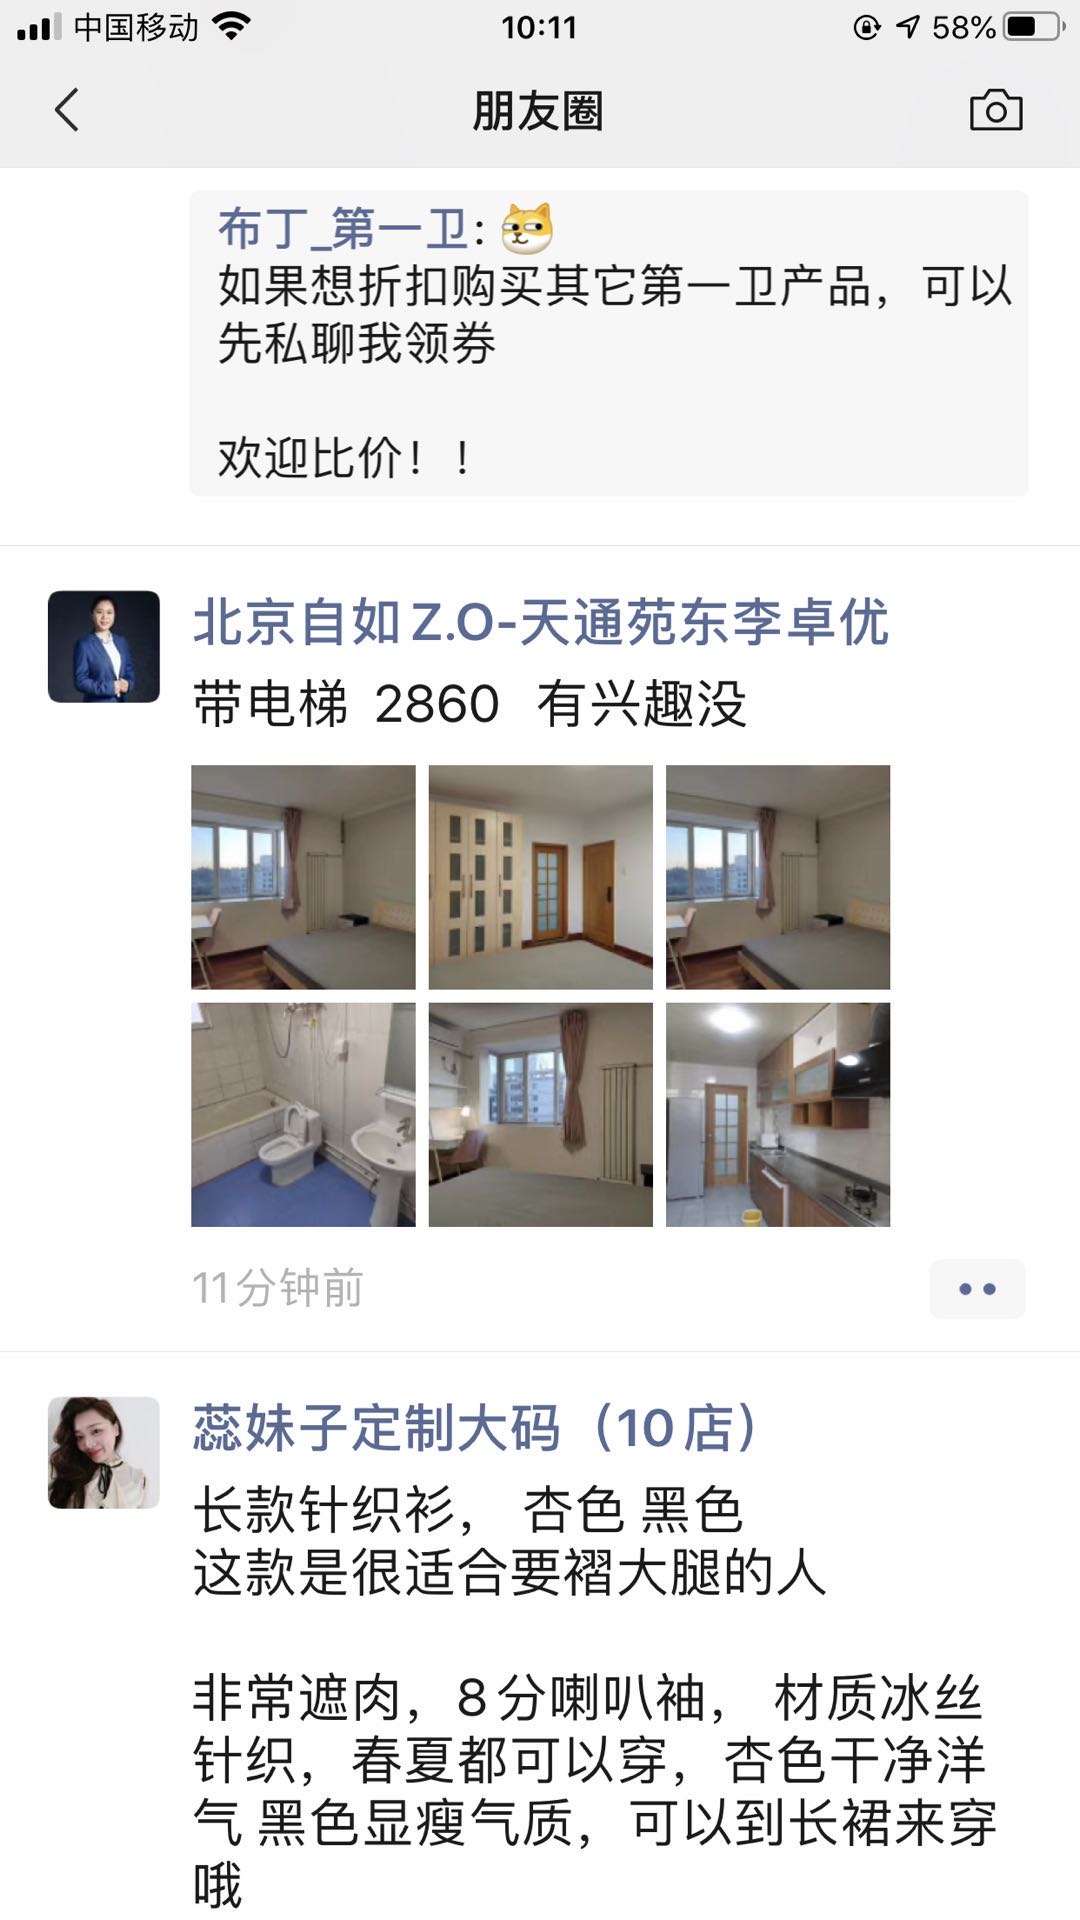 中国移动
10:11
58%
朋友圈
布丁_第一卫:
如果想折扣购买其它第一卫产品，可以
先私聊我领券
欢迎比价！！
北京自如Z.O-天通苑东李卓优
带电梯 2860 有兴趣没
11分钟前
蕊妹子定制大码（10店）
长款针织衫， 杏色 黑色
这款是很适合要褶大腿的人
非常遮肉，8分喇叭袖， 材质冰丝
针织，春夏都可以穿，杏色干净洋
气 黑色显瘦气质，可以到长裙来穿
哦